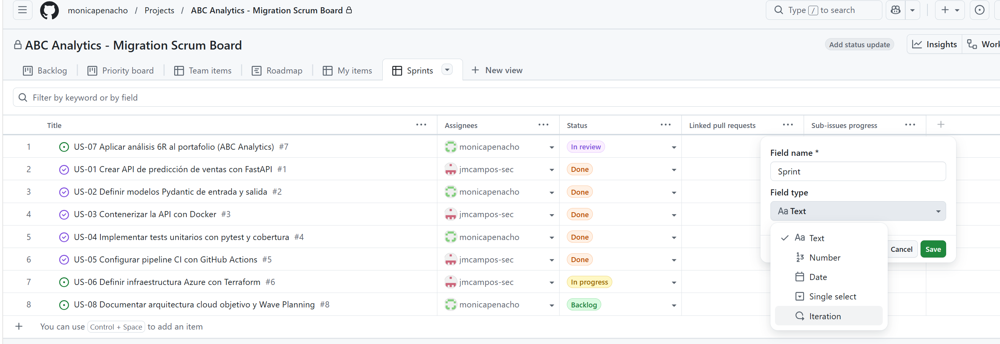 monicapenacho / Projects / ABC Analytics - Migration Scrum Board
Type / to search
ABC Analytics - Migration Scrum Board
Add status update
Insights
Work
Backlog
Priority board
Team items
Roadmap
My items
Sprints
New view
Filter by keyword or by field
Title
Assignees
Status
Linked pull requests
Sub-issues progress
1 US-07 Aplicar análisis 6R al portafolio (ABC Analytics) #7 monicapenacho In review
2 US-01 Crear API de predicción de ventas con FastAPI #1 jmcampos-sec Done
3 US-02 Definir modelos Pydantic de entrada y salida #2 monicapenacho Done
4 US-03 Contenerizar la API con Docker #3 jmcampos-sec Done
5 US-04 Implementar tests unitarios con pytest y cobertura #4 monicapenacho Done
6 US-05 Configurar pipeline CI con GitHub Actions #5 jmcampos-sec Done
7 US-06 Definir infraestructura Azure con Terraform #6 jmcampos-sec In progress
8 US-08 Documentar arquitectura cloud objetivo y Wave Planning #8 monicapenacho Backlog
You can use Control + Space to add an item
Field name *
Sprint
Field type
Aa Text
Aa Text
Number
Date
Single select
Iteration
Cancel
Save